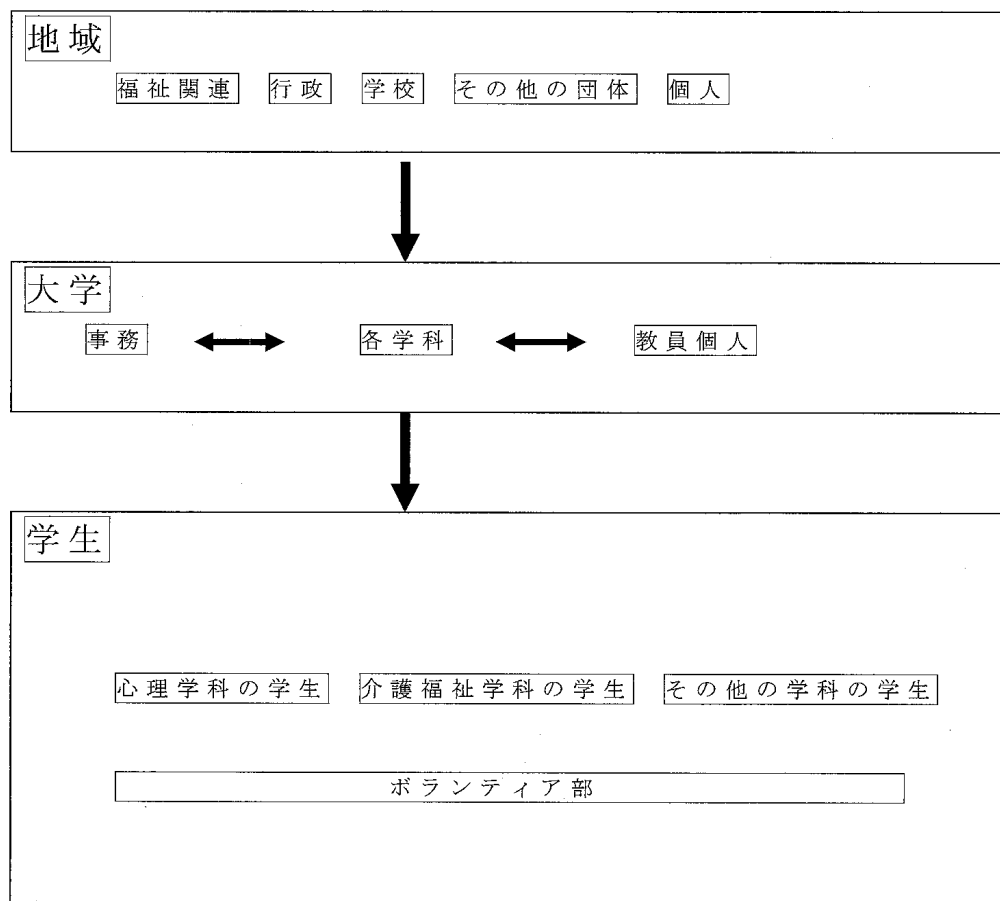 地域
福祉関連 行政 学校 その他の団体 個人
大学
事務 各学科 教員個人
学生
心理学科の学生 介護福祉学科の学生 その他の学科の学生
ボランティア部